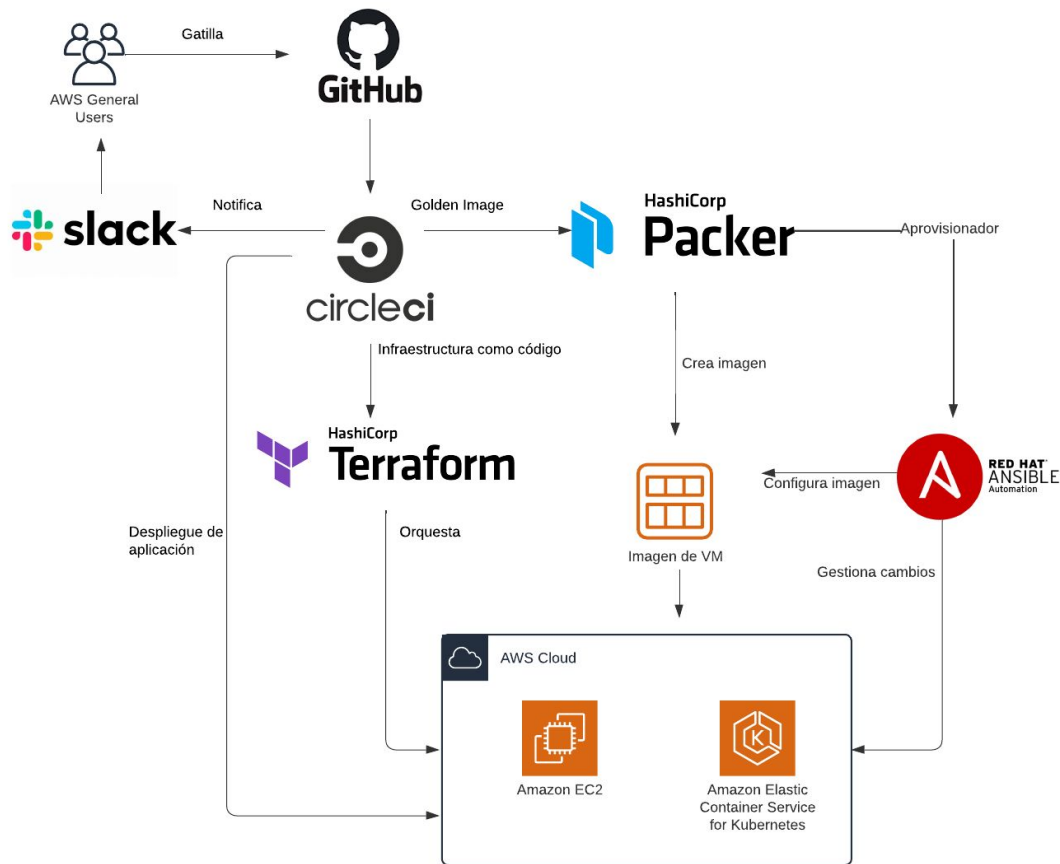 Gatilla
GitHub
AWS General
Users
slack
Notifica
Golden Image
HashiCorp
Packer
Aprovisionador
circleci
Infraestructura como código
Crea imagen
HashiCorp
Terraform
Configura imagen
RED HAT
ANSIBLE
Automation
Despliegue de
aplicación
Orquesta
Imagen de VM
Gestiona cambios
AWS Cloud
Amazon EC2
Amazon Elastic
Container Service
for Kubernetes